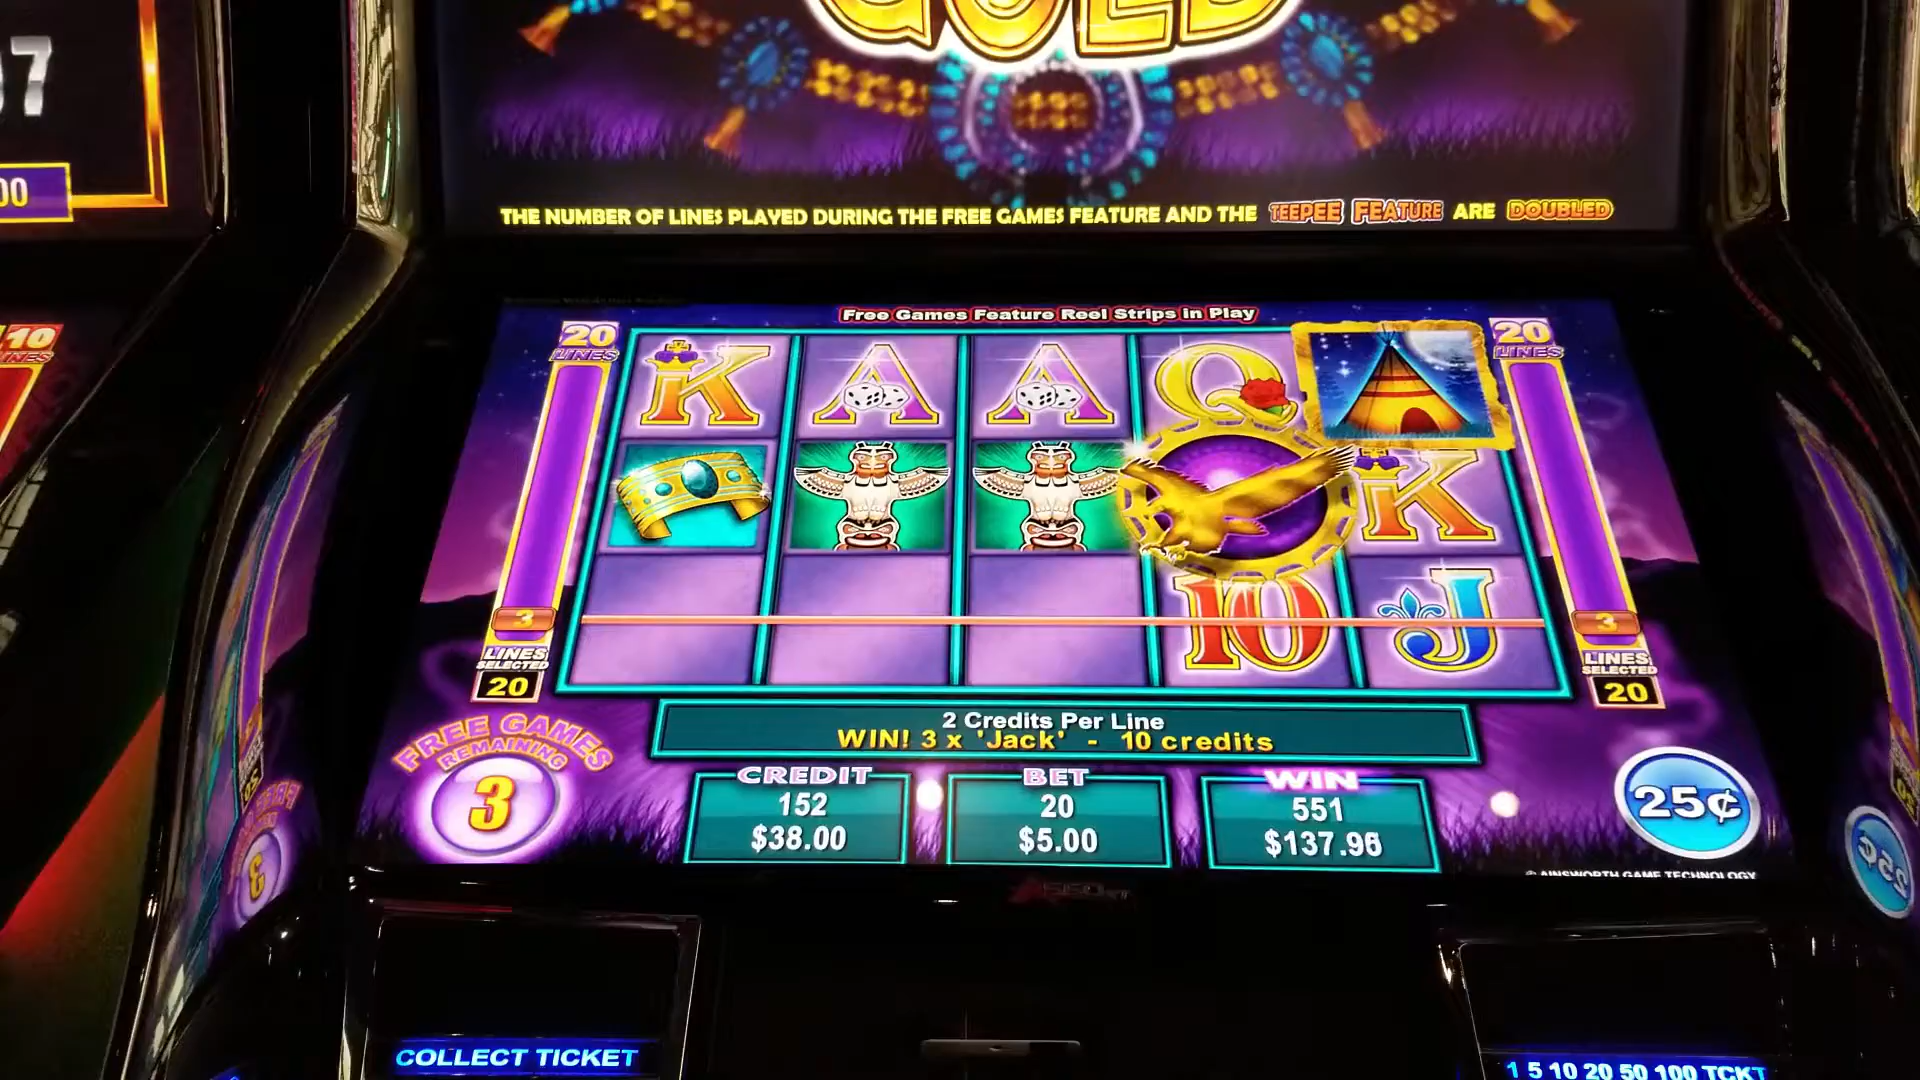 GOLD
THE NUMBER OF LINES PLAYED DURING THE FREE GAMES FEATURE AND THE TEEPEE FEATURE ARE DOUBLED
Free Games Feature Reel Strips in Play
20
LINES
20
LINES
K
A
A
Q
K
10
J
3
3
LINES
SELECTED
20
LINES
SELECTED
20
FREE GAMES
REMAINING
3
2 Credits Per Line
WIN! 3 x 'Jack' - 10 credits
CREDIT
152
$38.00
BET
20
$5.00
WIN
551
25¢
© AINSWORTH GAME TECHNOLOGY
COLLECT TICKET
1 5 10 20 50 100 TCKT
10
LINES
00